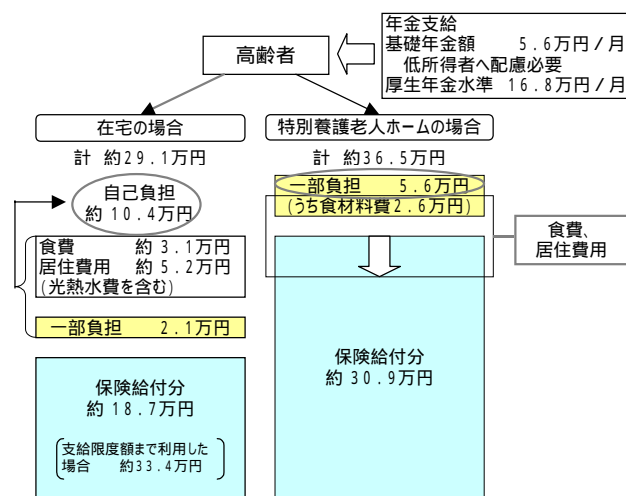 年金支給
基礎年金額 5.6万円/月
低所得者へ配慮必要
厚生年金水準 16.8万円/月
高齢者
在宅の場合
計 約29.1万円
自己負担
約10.4万円
食費 約3.1万円
居住費用 約5.2万円
(光熱水費を含む)
一部負担 2.1万円
保険給付分
約18.7万円
支給限度額まで利用した
場合 約33.4万円
特別養護老人ホームの場合
計 約36.5万円
一部負担 5.6万円
(うち食材料費2.6万円)
食費、
居住費用
保険給付分
約30.9万円